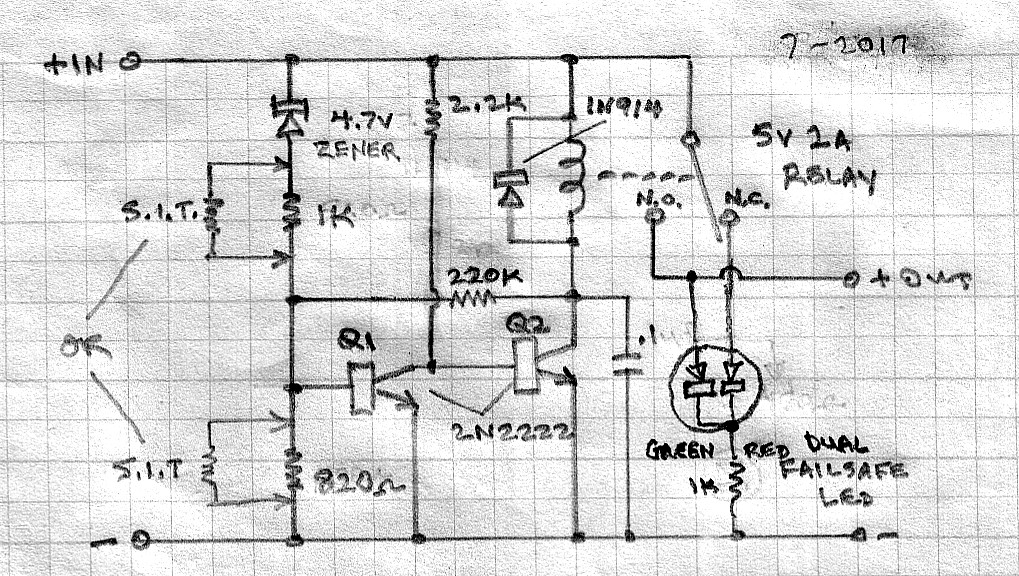 7-2017
+IN
4.7V
ZENER
2.2K
1N914
5V 2A
RELAY
N.O.
N.C.
S.I.T.
1K
220K
+OUT
Q1
Q2
.1
2N2222
S.I.T
820Ω
GREEN
RED
DUAL
FAILSAFE
LED
1K
-
-